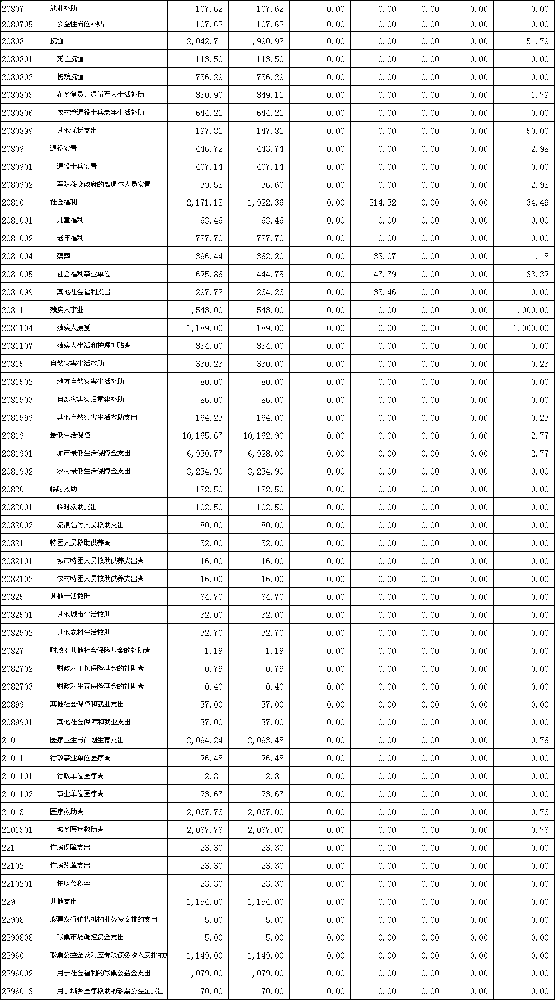 20807 就业补助 107.62 107.62 0.00 0.00 0.00 0.00 0.00
2080705 公益性岗位补贴 107.62 107.62 0.00 0.00 0.00 0.00 0.00
20808 抚恤 2,042.71 1,990.92 0.00 0.00 0.00 0.00 51.79
2080801 死亡抚恤 113.50 113.50 0.00 0.00 0.00 0.00 0.00
2080802 伤残抚恤 736.29 736.29 0.00 0.00 0.00 0.00 0.00
2080803 在乡复员、退伍军人生活补助 350.90 349.11 0.00 0.00 0.00 0.00 1.79
2080806 农村籍退役士兵老年生活补助 644.21 644.21 0.00 0.00 0.00 0.00 0.00
2080899 其他优抚支出 197.81 147.81 0.00 0.00 0.00 0.00 50.00
20809 退役安置 446.72 443.74 0.00 0.00 0.00 0.00 2.98
2080901 退役士兵安置 407.14 407.14 0.00 0.00 0.00 0.00 0.00
2080902 军队移交政府的离退休人员安置 39.58 36.60 0.00 0.00 0.00 0.00 2.98
20810 社会福利 2,171.18 1,922.36 0.00 214.32 0.00 0.00 34.49
2081001 儿童福利 63.46 63.46 0.00 0.00 0.00 0.00 0.00
2081002 老年福利 787.70 787.70 0.00 0.00 0.00 0.00 0.00
2081004 殡葬 396.44 362.20 0.00 33.07 0.00 0.00 1.18
2081005 社会福利事业单位 625.86 444.75 0.00 147.79 0.00 0.00 33.32
2081099 其他社会福利支出 297.72 264.26 0.00 33.46 0.00 0.00 0.00
20811 残疾人事业 1,543.00 543.00 0.00 0.00 0.00 0.00 1,000.00
2081104 残疾人康复 1,189.00 189.00 0.00 0.00 0.00 0.00 1,000.00
2081107 残疾人生活和护理补贴★ 354.00 354.00 0.00 0.00 0.00 0.00 0.00
20815 自然灾害生活救助 330.23 330.00 0.00 0.00 0.00 0.00 0.23
2081502 地方自然灾害生活补助 80.00 80.00 0.00 0.00 0.00 0.00 0.00
2081503 自然灾害灾后重建补助 86.00 86.00 0.00 0.00 0.00 0.00 0.00
2081599 其他自然灾害生活救助支出 164.23 164.00 0.00 0.00 0.00 0.00 0.23
20819 最低生活保障 10,165.67 10,162.90 0.00 0.00 0.00 0.00 2.77
2081901 城市最低生活保障金支出 6,930.77 6,928.00 0.00 0.00 0.00 0.00 2.77
2081902 农村最低生活保障金支出 3,234.90 3,234.90 0.00 0.00 0.00 0.00 0.00
20820 临时救助 182.50 182.50 0.00 0.00 0.00 0.00 0.00
2082001 临时救助支出 102.50 102.50 0.00 0.00 0.00 0.00 0.00
2082002 流浪乞讨人员救助支出 80.00 80.00 0.00 0.00 0.00 0.00 0.00
20821 特困人员救助供养★ 32.00 32.00 0.00 0.00 0.00 0.00 0.00
2082101 城市特困人员救助供养支出★ 16.00 16.00 0.00 0.00 0.00 0.00 0.00
2082102 农村特困人员救助供养支出★ 16.00 16.00 0.00 0.00 0.00 0.00 0.00
20825 其他生活救助 64.70 64.70 0.00 0.00 0.00 0.00 0.00
2082501 其他城市生活救助 32.00 32.00 0.00 0.00 0.00 0.00 0.00
2082502 其他农村生活救助 32.70 32.70 0.00 0.00 0.00 0.00 0.00
20827 财政对其他社会保险基金的补助★ 1.19 1.19 0.00 0.00 0.00 0.00 0.00
2082702 财政对工伤保险基金的补助★ 0.79 0.79 0.00 0.00 0.00 0.00 0.00
2082703 财政对生育保险基金的补助★ 0.40 0.40 0.00 0.00 0.00 0.00 0.00
20899 其他社会保障和就业支出 37.00 37.00 0.00 0.00 0.00 0.00 0.00
2089901 其他社会保障和就业支出 37.00 37.00 0.00 0.00 0.00 0.00 0.00
210 医疗卫生与计划生育支出 2,094.24 2,093.48 0.00 0.00 0.00 0.00 0.76
21011 行政事业单位医疗★ 26.48 26.48 0.00 0.00 0.00 0.00 0.00
2101101 行政单位医疗★ 2.81 2.81 0.00 0.00 0.00 0.00 0.00
2101102 事业单位医疗★ 23.67 23.67 0.00 0.00 0.00 0.00 0.00
21013 医疗救助★ 2,067.76 2,067.00 0.00 0.00 0.00 0.00 0.76
2101301 城乡医疗救助★ 2,067.76 2,067.00 0.00 0.00 0.00 0.00 0.76
221 住房保障支出 23.30 23.30 0.00 0.00 0.00 0.00 0.00
22102 住房改革支出 23.30 23.30 0.00 0.00 0.00 0.00 0.00
2210201 住房公积金 23.30 23.30 0.00 0.00 0.00 0.00 0.00
229 其他支出 1,154.00 1,154.00 0.00 0.00 0.00 0.00 0.00
22908 彩票发行销售机构业务费安排的支出 5.00 5.00 0.00 0.00 0.00 0.00 0.00
2290808 彩票市场调控资金支出 5.00 5.00 0.00 0.00 0.00 0.00 0.00
22960 彩票公益金及对应专项债务收入安排的 1,149.00 1,149.00 0.00 0.00 0.00 0.00 0.00
2296002 用于社会福利的彩票公益金支出 1,079.00 1,079.00 0.00 0.00 0.00 0.00 0.00
2296013 用于城乡医疗救助的彩票公益金支出 70.00 70.00 0.00 0.00 0.00 0.00 0.00